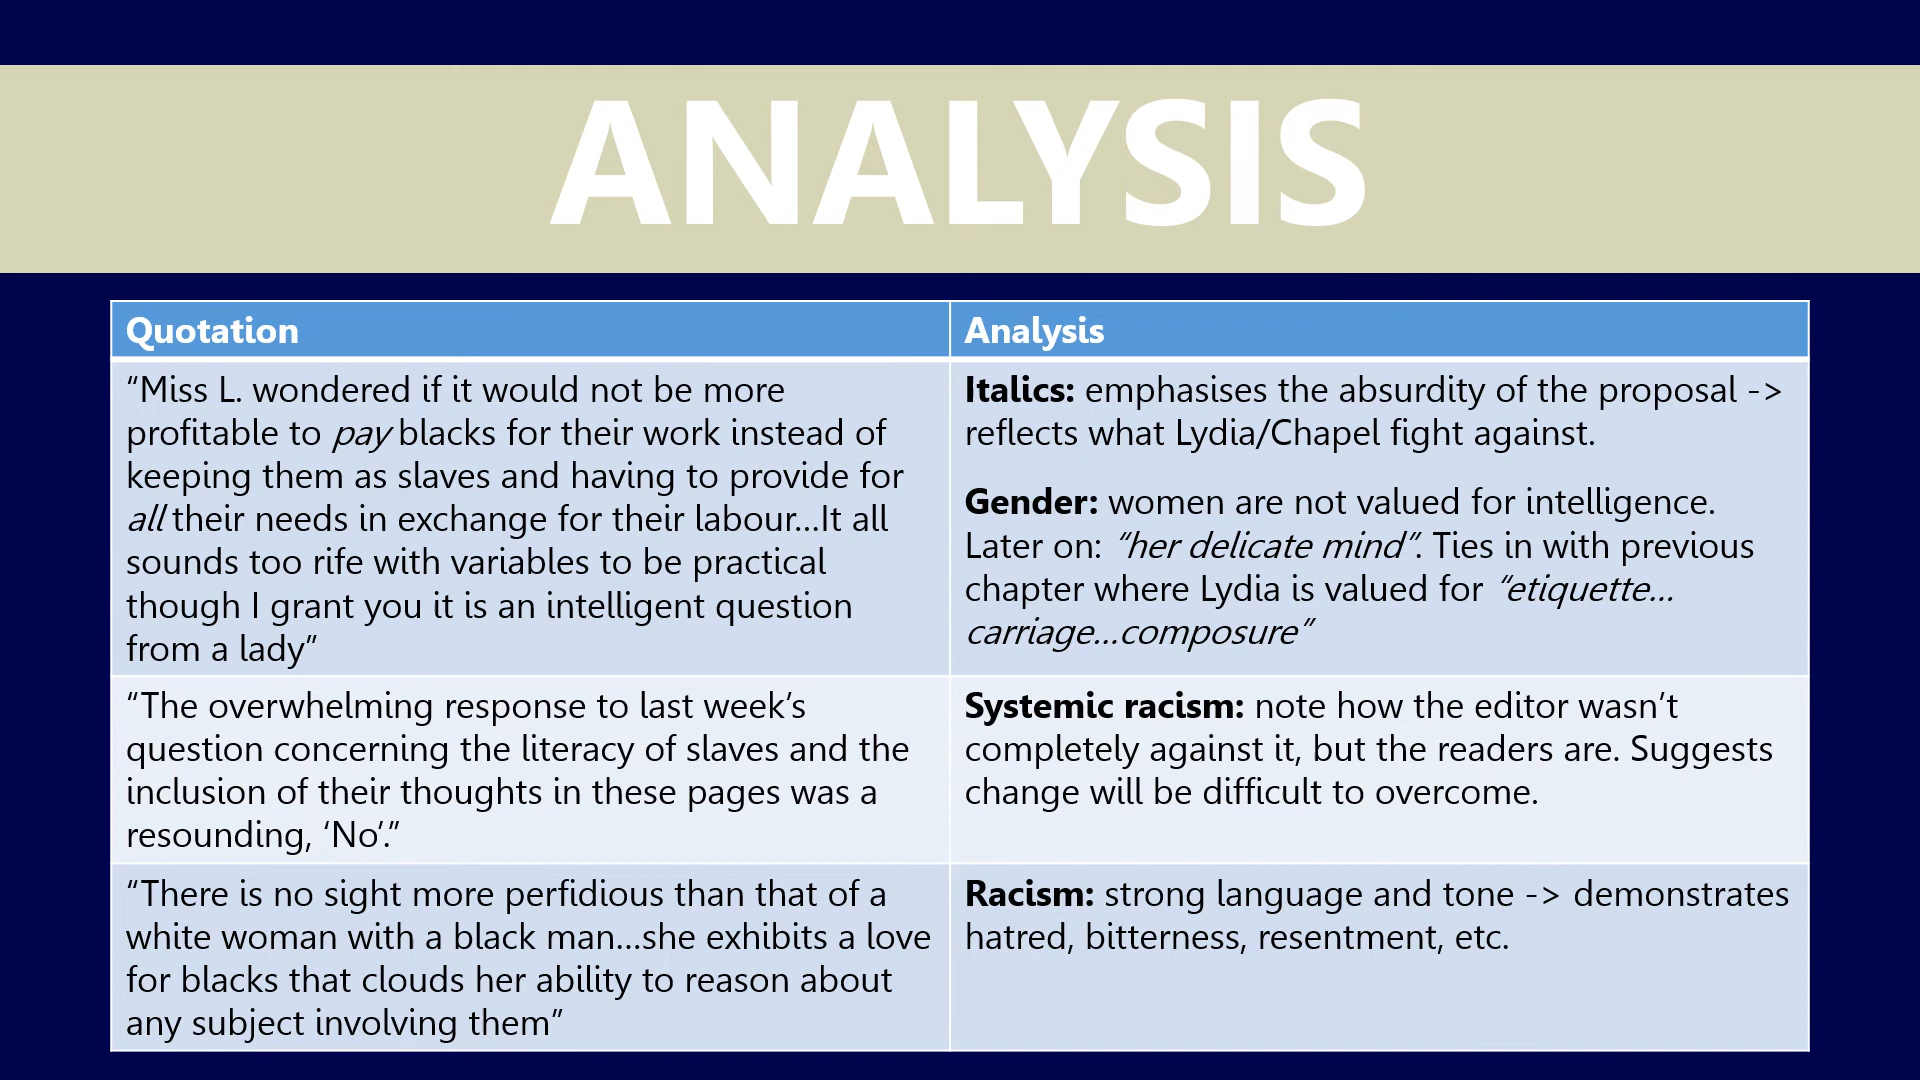 ANALYSIS
Quotation
Analysis
“Miss L. wondered if it would not be more
profitable to pay blacks for their work instead of
keeping them as slaves and having to provide for
all their needs in exchange for their labour...It all
sounds too rife with variables to be practical
though I grant you it is an intelligent question
from a lady”
Italics: emphasises the absurdity of the proposal ->
reflects what Lydia/Chapel fight against.
Gender: women are not valued for intelligence.
Later on: “her delicate mind”. Ties in with previous
chapter where Lydia is valued for “etiquette...
carriage...composure”
“The overwhelming response to last week’s
question concerning the literacy of slaves and the
inclusion of their thoughts in these pages was a
resounding, ‘No’.”
Systemic racism: note how the editor wasn’t
completely against it, but the readers are. Suggests
change will be difficult to overcome.
“There is no sight more perfidious than that of a
white woman with a black man...she exhibits a love
for blacks that clouds her ability to reason about
any subject involving them”
Racism: strong language and tone -> demonstrates
hatred, bitterness, resentment, etc.